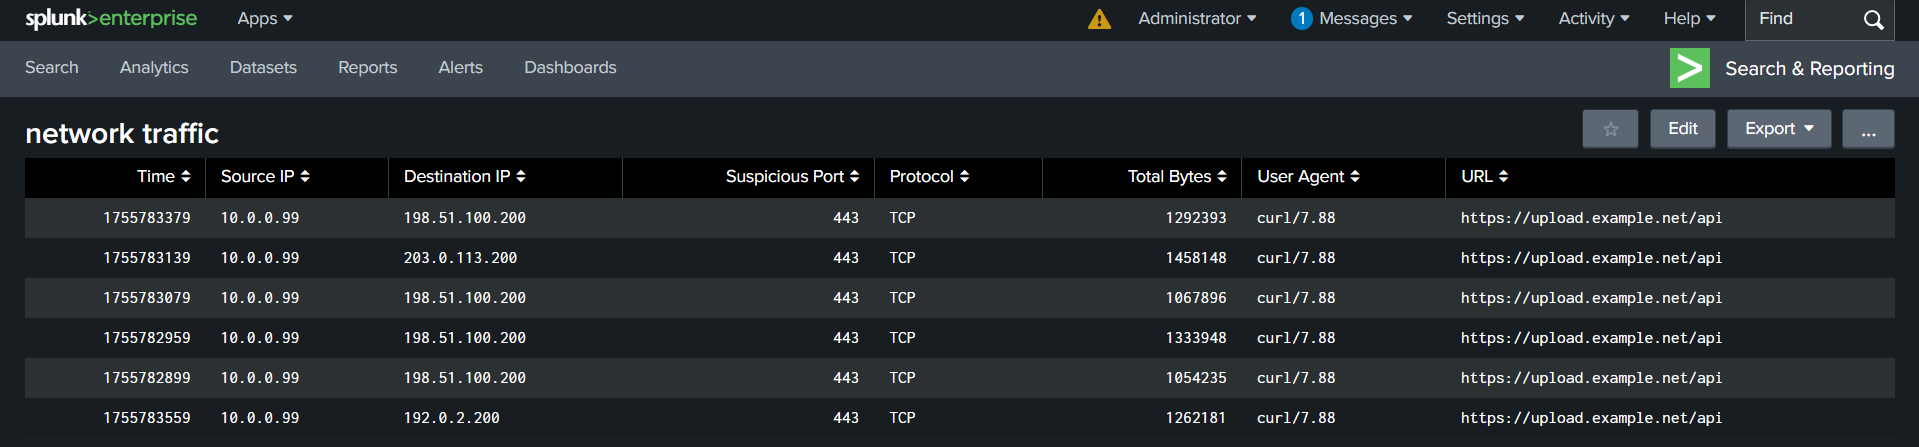 splunk>enterprise Apps Administrator 1 Messages Settings Activity Help Find
Search Analytics Datasets Reports Alerts Dashboards > Search & Reporting
network traffic Edit Export ...
Time Source IP Destination IP Suspicious Port Protocol Total Bytes User Agent URL
1755783379 10.0.0.99 198.51.100.200 443 TCP 1292393 curl/7.88 https://upload.example.net/api
1755783139 10.0.0.99 203.0.113.200 443 TCP 1458148 curl/7.88 https://upload.example.net/api
1755783079 10.0.0.99 198.51.100.200 443 TCP 1067896 curl/7.88 https://upload.example.net/api
1755782959 10.0.0.99 198.51.100.200 443 TCP 1333948 curl/7.88 https://upload.example.net/api
1755782899 10.0.0.99 198.51.100.200 443 TCP 1054235 curl/7.88 https://upload.example.net/api
1755783559 10.0.0.99 192.0.2.200 443 TCP 1262181 curl/7.88 https://upload.example.net/api